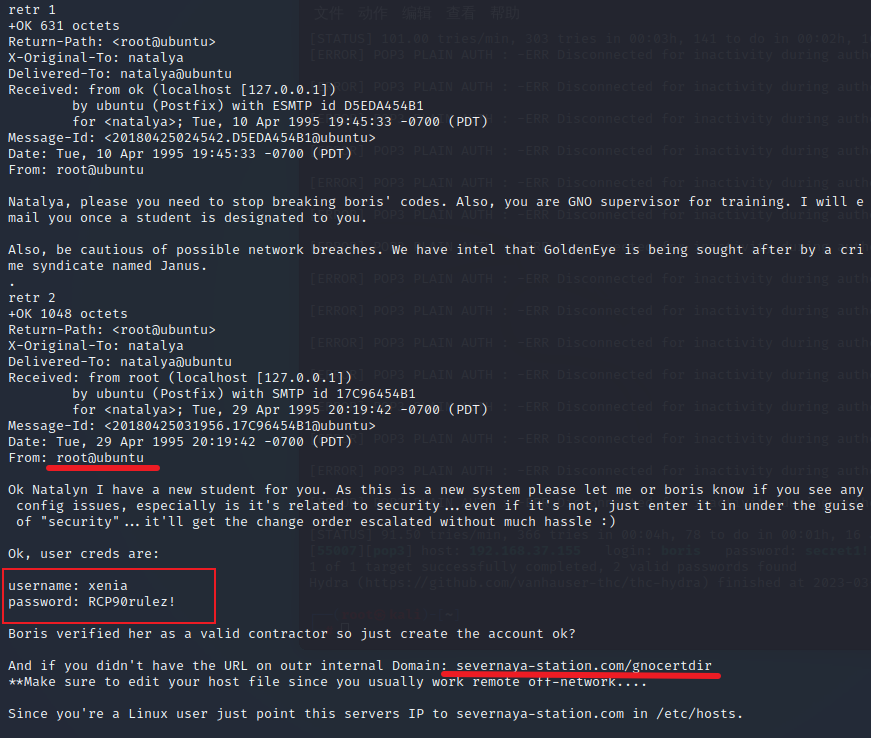 文件 动作 编辑 查看 帮助
retr 1
+OK 631 octets
Return-Path: <root@ubuntu>
X-Original-To: natalya
Delivered-To: natalya@ubuntu
Received: from ok (localhost [127.0.0.1])
by ubuntu (Postfix) with ESMTP id D5EDA454B1
for <natalya>; Tue, 10 Apr 1995 19:45:33 -0700 (PDT)
Message-Id: <20180425024542.D5EDA454B1@ubuntu>
Date: Tue, 10 Apr 1995 19:45:33 -0700 (PDT)
From: root@ubuntu
Natalya, please you need to stop breaking boris' codes. Also, you are GNO supervisor for training. I will e
mail you once a student is designated to you.
Also, be cautious of possible network breaches. We have intel that GoldenEye is being sought after by a cri
me syndicate named Janus.
.
retr 2
+OK 1048 octets
Return-Path: <root@ubuntu>
X-Original-To: natalya
Delivered-To: natalya@ubuntu
Received: from root (localhost [127.0.0.1])
by ubuntu (Postfix) with SMTP id 17C96454B1
for <natalya>; Tue, 29 Apr 1995 20:19:42 -0700 (PDT)
Message-Id: <20180425031956.17C96454B1@ubuntu>
Date: Tue, 29 Apr 1995 20:19:42 -0700 (PDT)
From: root@ubuntu
Ok Natalyn I have a new student for you. As this is a new system please let me or boris know if you see any
config issues, especially is it's related to security...even if it's not, just enter it in under the guise
of "security"...it'll get the change order escalated without much hassle :)
Ok, user creds are:
username: xenia
password: RCP90rulez!
Boris verified her as a valid contractor so just create the account ok?
And if you didn't have the URL on outr internal Domain: severnaya-station.com/gnocertdir
**Make sure to edit your host file since you usually work remote off-network....
Since you're a Linux user just point this servers IP to severnaya-station.com in /etc/hosts.